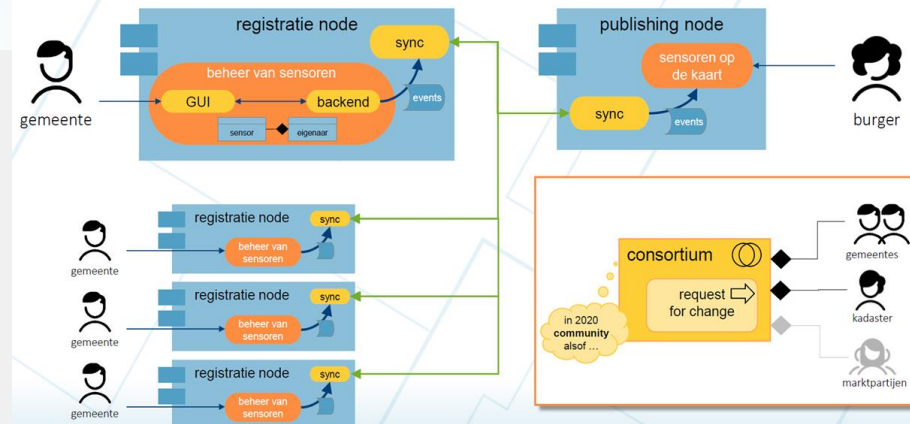 registratie node
sync
beheer van sensoren
GUI
backend
events
sensor
eigenaar
gemeente
publishing node
sensoren op
de kaart
sync
events
burger
registratie node
sync
beheer van
sensoren
gemeente
registratie node
sync
beheer van
sensoren
gemeente
registratie node
sync
beheer van
sensoren
gemeente
consortium
request
for change
in 2020
community
alsof ...
gemeentes
kadaster
marktpartijen